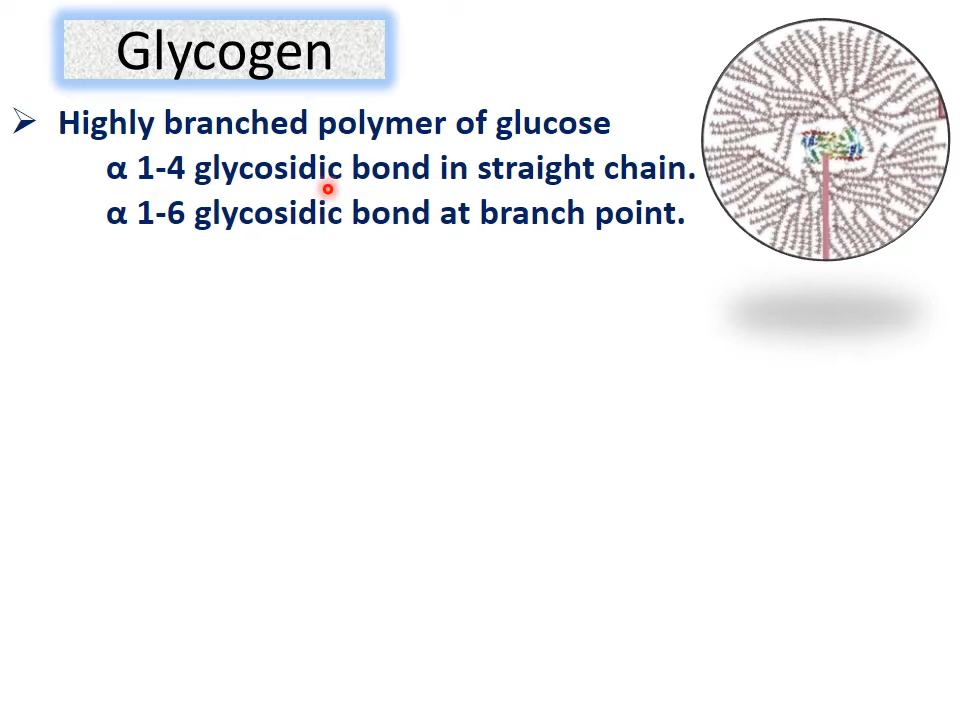 Glycogen
➢ Highly branched polymer of glucose
α 1-4 glycosidic bond in straight chain.
α 1-6 glycosidic bond at branch point.